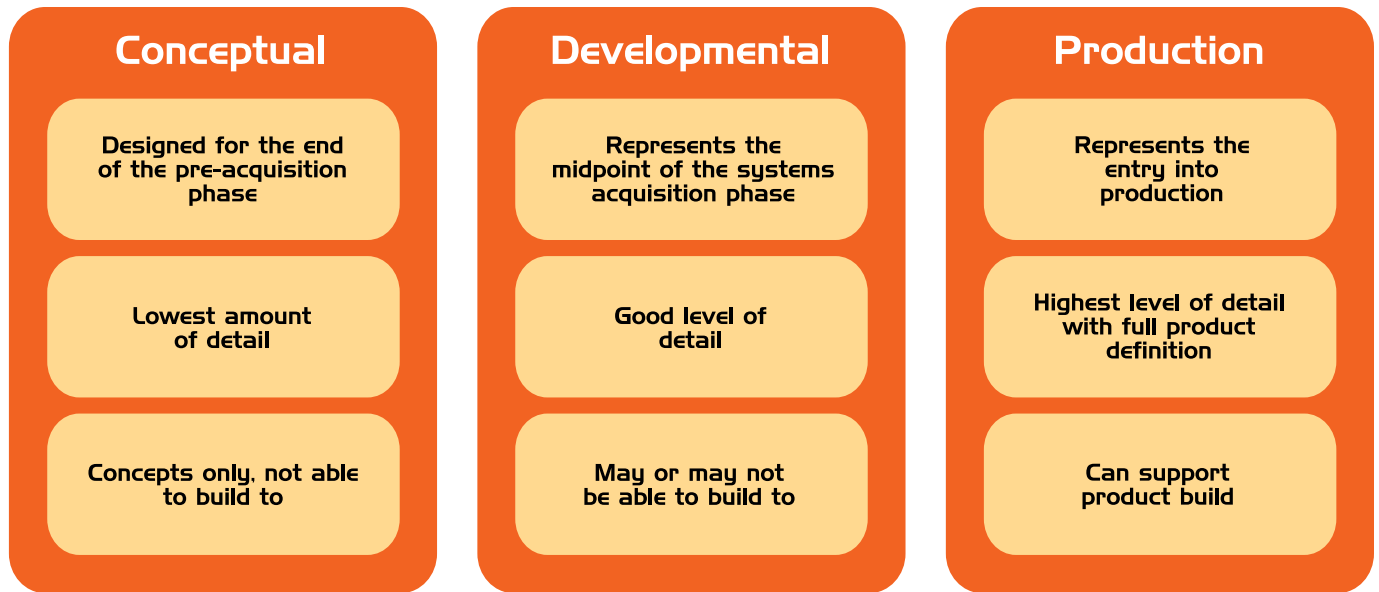 Conceptual
Designed for the end
of the pre-acquisition
phase
Lowest amount
of detail
Concepts only, not able
to build to
Developmental
Represents the
midpoint of the systems
acquisition phase
Good level of
detail
May or may not
be able to build to
Production
Represents the
entry into
production
Highest level of detail
with full product
definition
Can support
product build